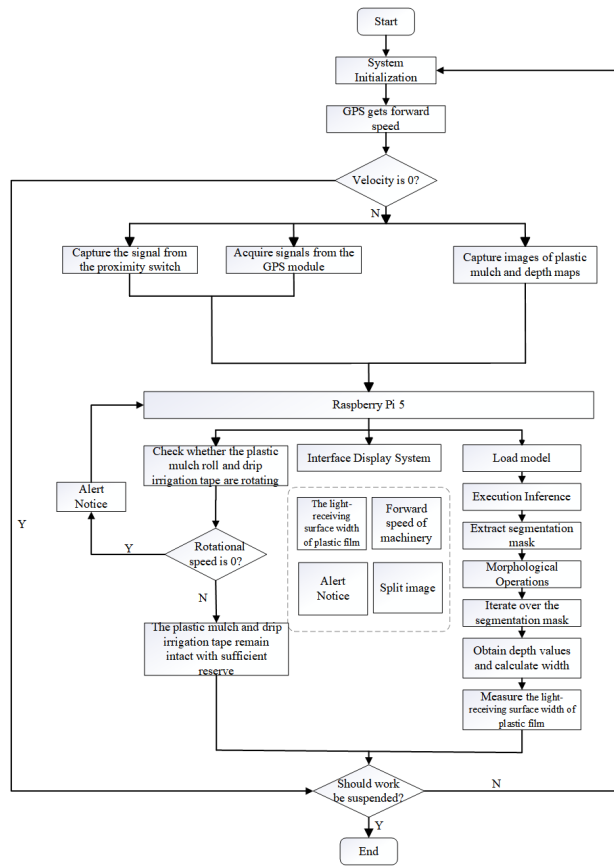 Start
System
Initialization
GPS gets forward
speed
Velocity is 0?
N
Capture the signal from
the proximity switch
Acquire signals from the
GPS module
Capture images of plastic
mulch and depth maps
Raspberry Pi 5
Check whether the plastic
mulch roll and drip
irrigation tape are rotating
Interface Display System
Load model
Alert
Notice
Execution Inference
The light-
receiving surface width
of plastic film
Forward
speed of
machinery
Extract segmentation
mask
Y
Y
Rotational
speed is 0?
Morphological
Operations
Alert
Notice
Split image
N
Iterate over the
segmentation mask
The plastic mulch and drip
irrigation tape remain
intact with sufficient
reserve
Obtain depth values
and calculate width
Measure the light-
receiving surface width of
plastic film
Should work
be suspended?
N
Y
End